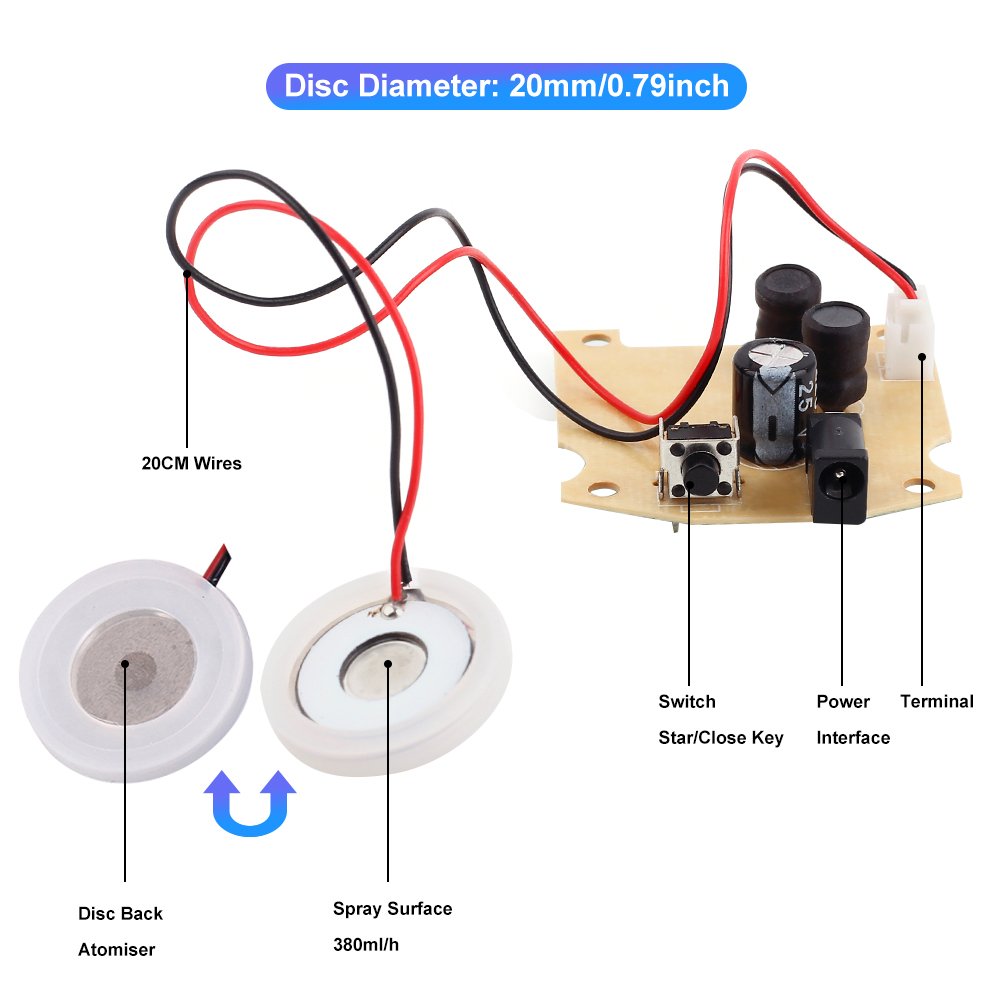 Disc Diameter: 20mm/0.79inch
25
V
20CM Wires
Switch
Star/Close Key
Power
Interface
Terminal
Disc Back
Atomiser
Spray Surface
380ml/h